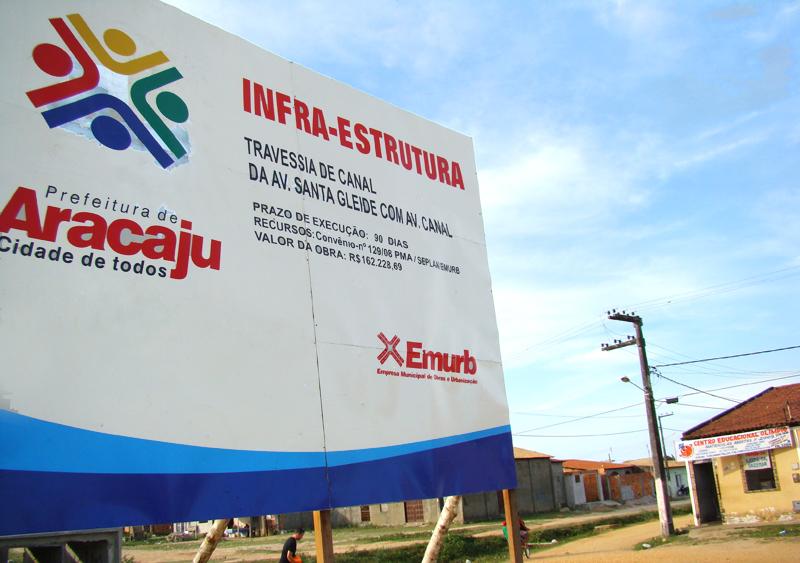 INFRA-ESTRUTURA
TRAVESSIA DE CANAL
DA AV. SANTA GLEIDE COM AV. CANAL
PRAZO DE EXECUÇÃO: 90 DIAS
RECURSOS: Convênio-nº 129/08 PMA / SEPLAN/EMURB
VALOR DA OBRA: R$162.228,69
Prefeitura de
Aracaju
Cidade de todos
Emurb
Empresa Municipal de Obras e Urbanização
CENTRO EDUCACIONAL OLIMPIO